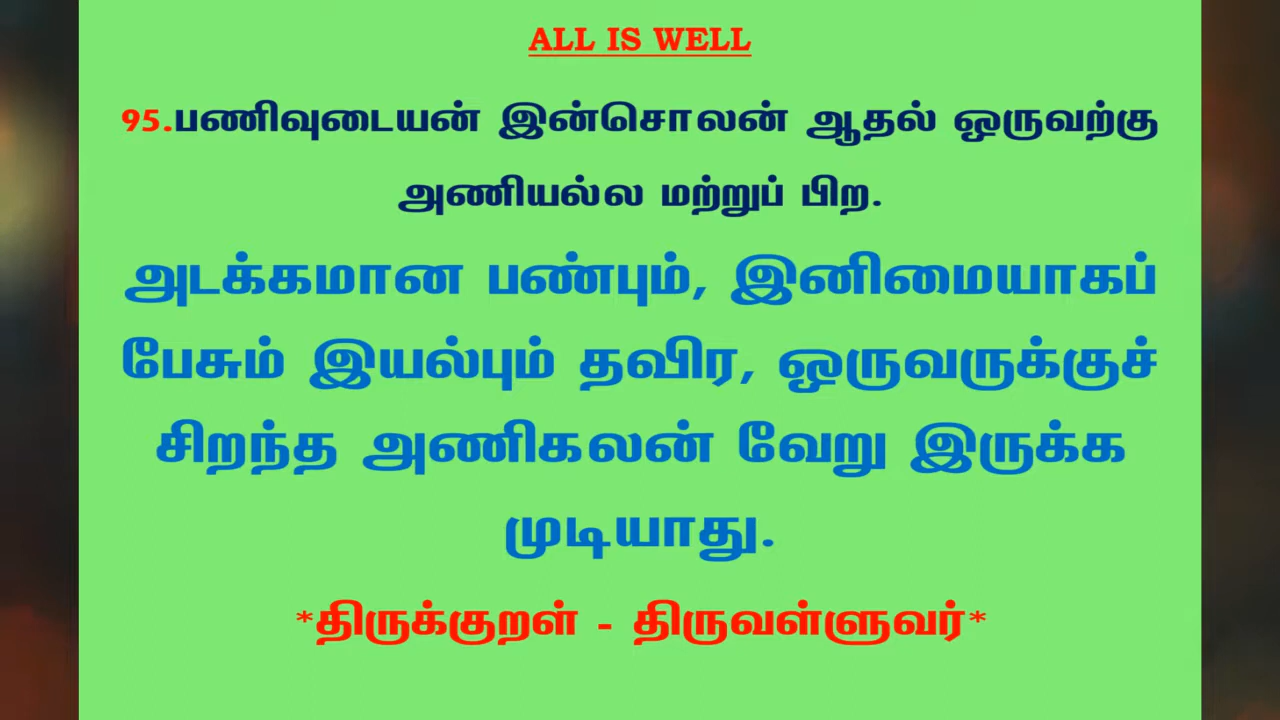 ALL IS WELL
95.பணிவுடையன் இன்சொலன் ஆதல் ஒருவற்கு
அணியல்ல மற்றுப் பிற.
அடக்கமான பண்பும், இனிமையாகப்
பேசும் இயல்பும் தவிர, ஒருவருக்குச்
சிறந்த அணிகலன் வேறு இருக்க
முடியாது.
*திருக்குறள் - திருவள்ளுவர்*